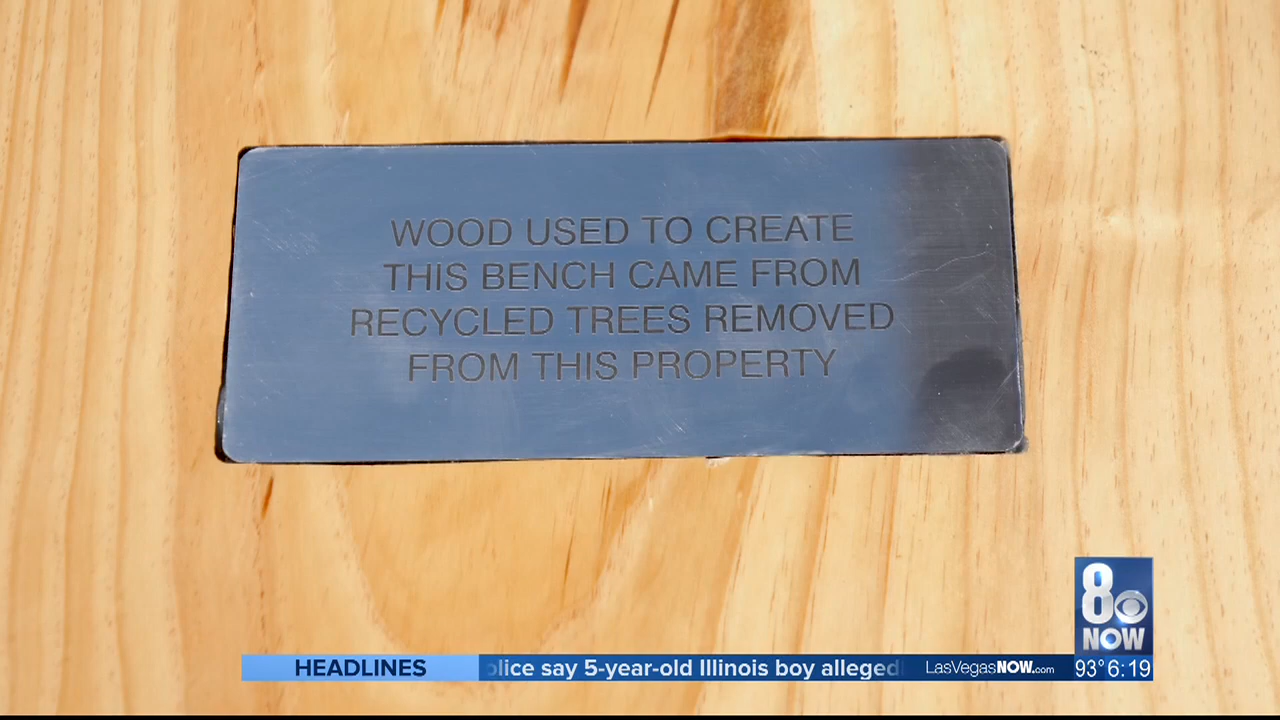 WOOD USED TO CREATE
THIS BENCH CAME FROM
RECYCLED TREES REMOVED
FROM THIS PROPERTY
8
NOW
HEADLINES
say 5-year-old Illinois boy
LasVegasNOW.com
93° 6:19